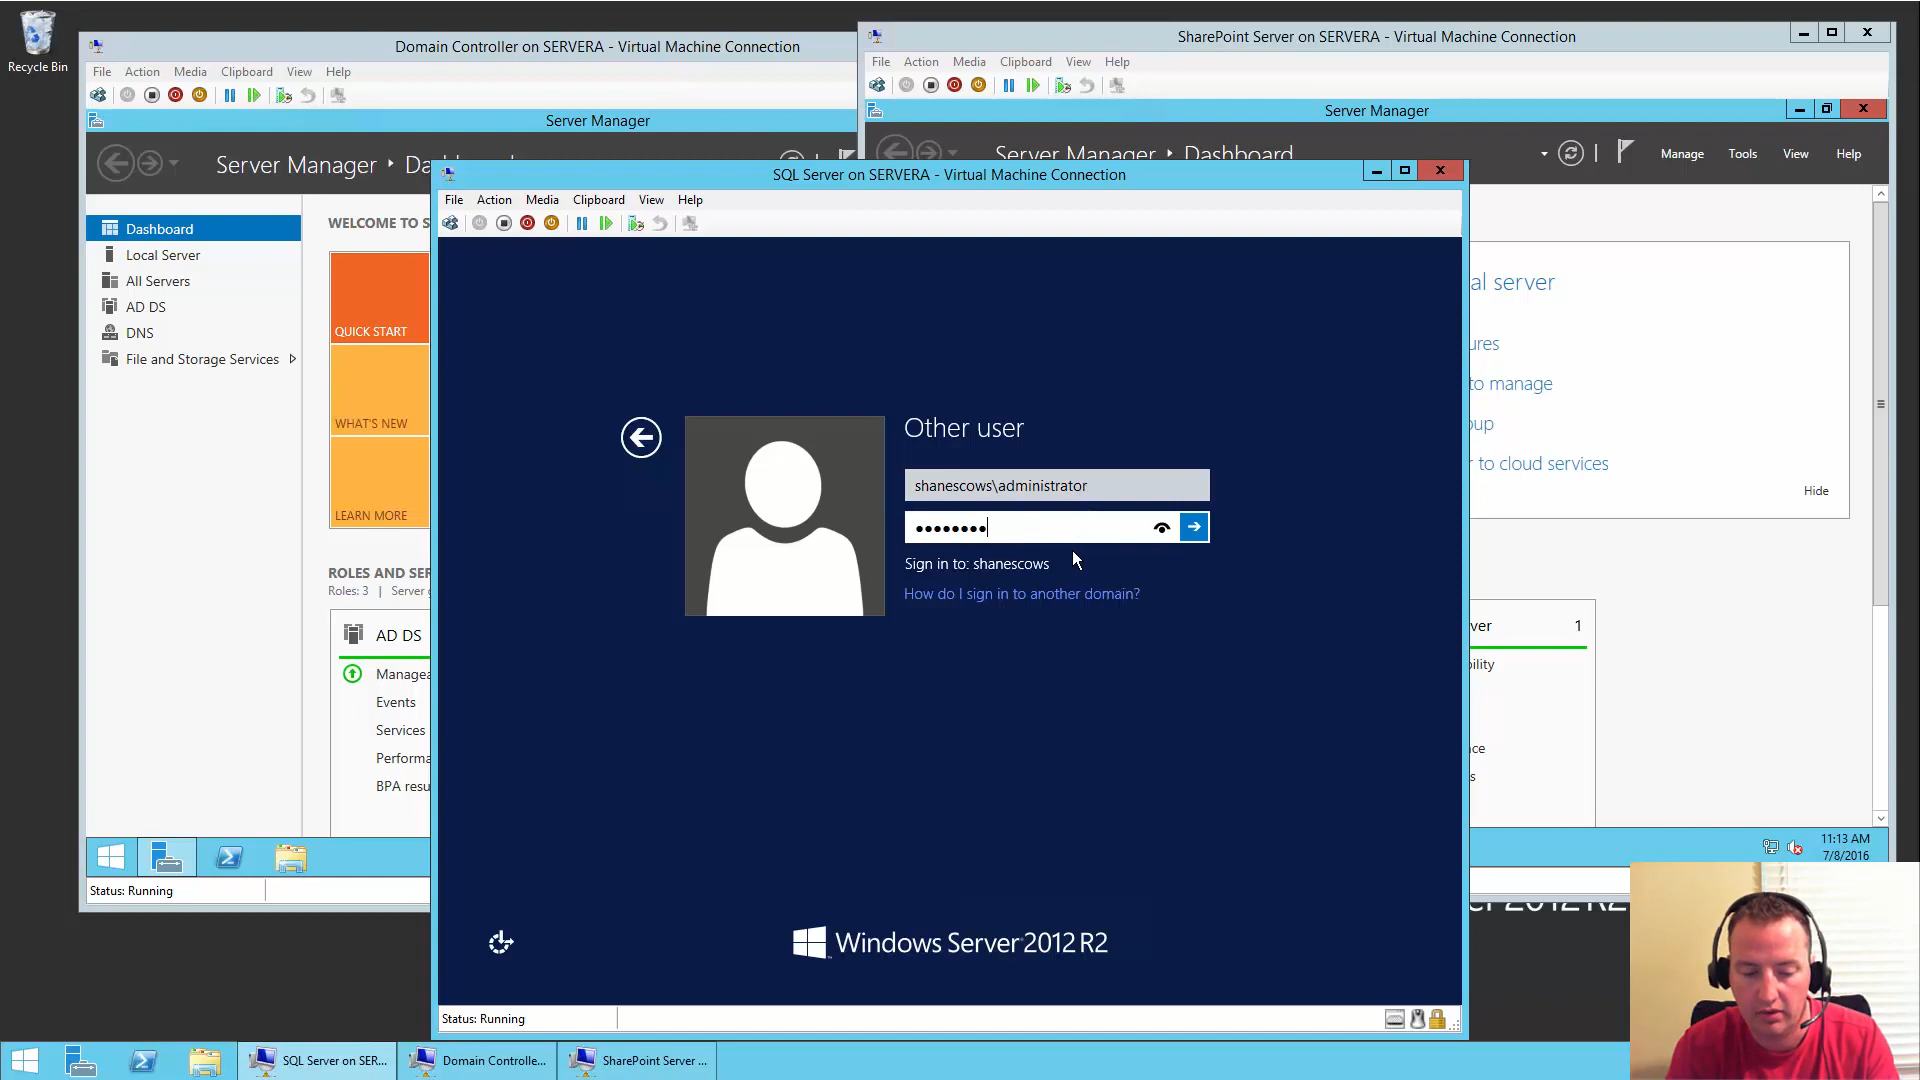 Recycle Bin
Domain Controller on SERVERA - Virtual Machine Connection
File Action Media Clipboard View Help
Server Manager
Server Manager
Dashboard
Local Server
All Servers
AD DS
DNS
File and Storage Services
WELCOME TO S
QUICK START
WHAT'S NEW
LEARN MORE
ROLES AND SER
Roles: 3 | Server
AD DS
Events
Services
Status: Running
SharePoint Server on SERVERA - Virtual Machine Connection
File Action Media Clipboard View Help
Server Manager
Server Manager Dashboard
Manage Tools View Help
al server
ures
to manage
oup
r to cloud services
Hide
ver 1
bility
11:13 AM
7/8/2016
SQL Server on SERVERA - Virtual Machine Connection
File Action Media Clipboard View Help
Other user
shanescows\administrator
Sign in to: shanescows
How do I sign in to another domain?
Windows Server 2012 R2
Status: Running
SQL Server on SER...
Domain Controlle...
SharePoint Server ...